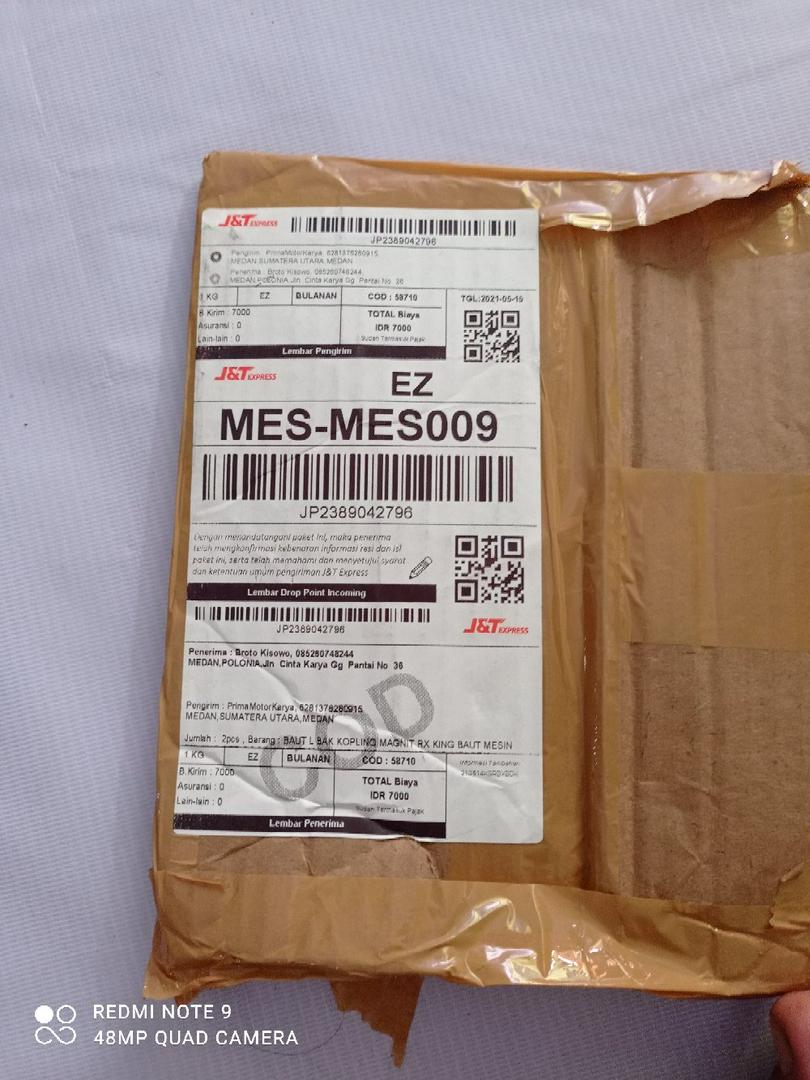 J&T EXPRESS
JP2389042796
Pengirim: PrimaMotorKarya, 6281376280915
MEDAN,SUMATERA UTARA,MEDAN
Penerima : Broto Kisowo, 085260748244
MEDAN,POLONIA,Jln Cinta Karya Gg Pantai No 36
1 KG EZ BULANAN COD : 58710 TGL:2021-05-15
B.Kirim : 7000 TOTAL Biaya
Asuransi : 0 IDR 7000
Lain-lain : 0 Sudah Termasuk Pajak
Lembar Pengirim
J&T EXPRESS
EZ
MES-MES009
JP2389042796
Dengan menandatangani paket ini, maka penerima
telah mengkonfirmasi kebenaran informasi resi dan isi
paket ini, serta telah memahami dan menyetujui syarat
dan ketentuan umum pengiriman J&T Express
Lembar Drop Point Incoming
JP2389042796
J&T EXPRESS
Penerima : Broto Kisowo, 085260748244
MEDAN,POLONIA,Jln Cinta Karya Gg Pantai No 36
Pengirim : PrimaMotorKarya, 6281376280915
MEDAN,SUMATERA UTARA,MEDAN
COD
Jumlah : 2pcs , Barang : BAUT L BAK KOPLING MAGNIT RX KING BAUT MESIN
1 KG EZ BULANAN COD : 58710 Informasi Tambahan
B.Kirim : 7000 TOTAL Biaya
Asuransi : 0 IDR 7000
Lain-lain : 0 Sudah Termasuk Pajak
Lembar Penerima
REDMI NOTE 9
48MP QUAD CAMERA